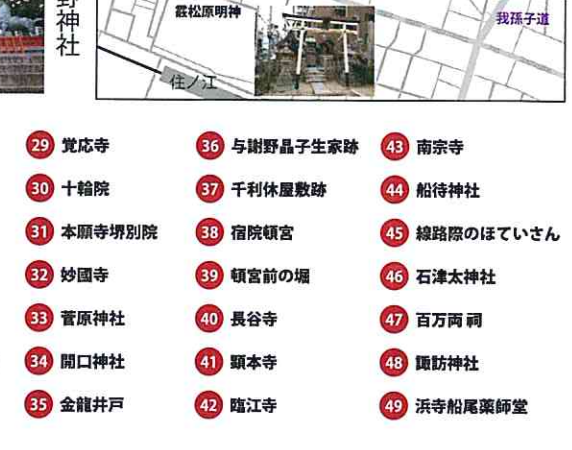 野神社
霰松原明神
住ノ江
我孫子道
29 覚応寺
30 十輪院
31 本願寺堺別院
32 妙國寺
33 菅原神社
34 開口神社
35 金龍井戸
36 与謝野晶子生家跡
37 千利休屋敷跡
38 宿院頓宮
39 頓宮前の堀
40 長谷寺
41 顕本寺
42 臨江寺
43 南宗寺
44 船待神社
45 線路際のほていさん
46 石津太神社
47 百万両祠
48 諏訪神社
49 浜寺船尾薬師堂